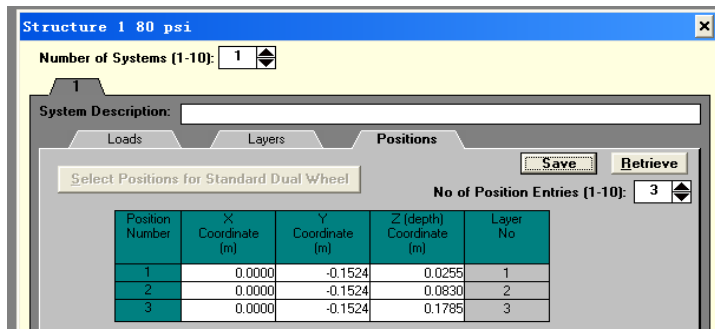 Structure 1 80 psi
Number of Systems (1-10): 1
1
System Description:
Loads Layers Positions
Save Retrieve
Select Positions for Standard Dual Wheel
No of Position Entries (1-10): 3
Position Number X Coordinate (m) Y Coordinate (m) Z (depth) Coordinate (m) Layer No
1 0.0000 -0.1524 0.0255 1
2 0.0000 -0.1524 0.0830 2
3 0.0000 -0.1524 0.1785 3